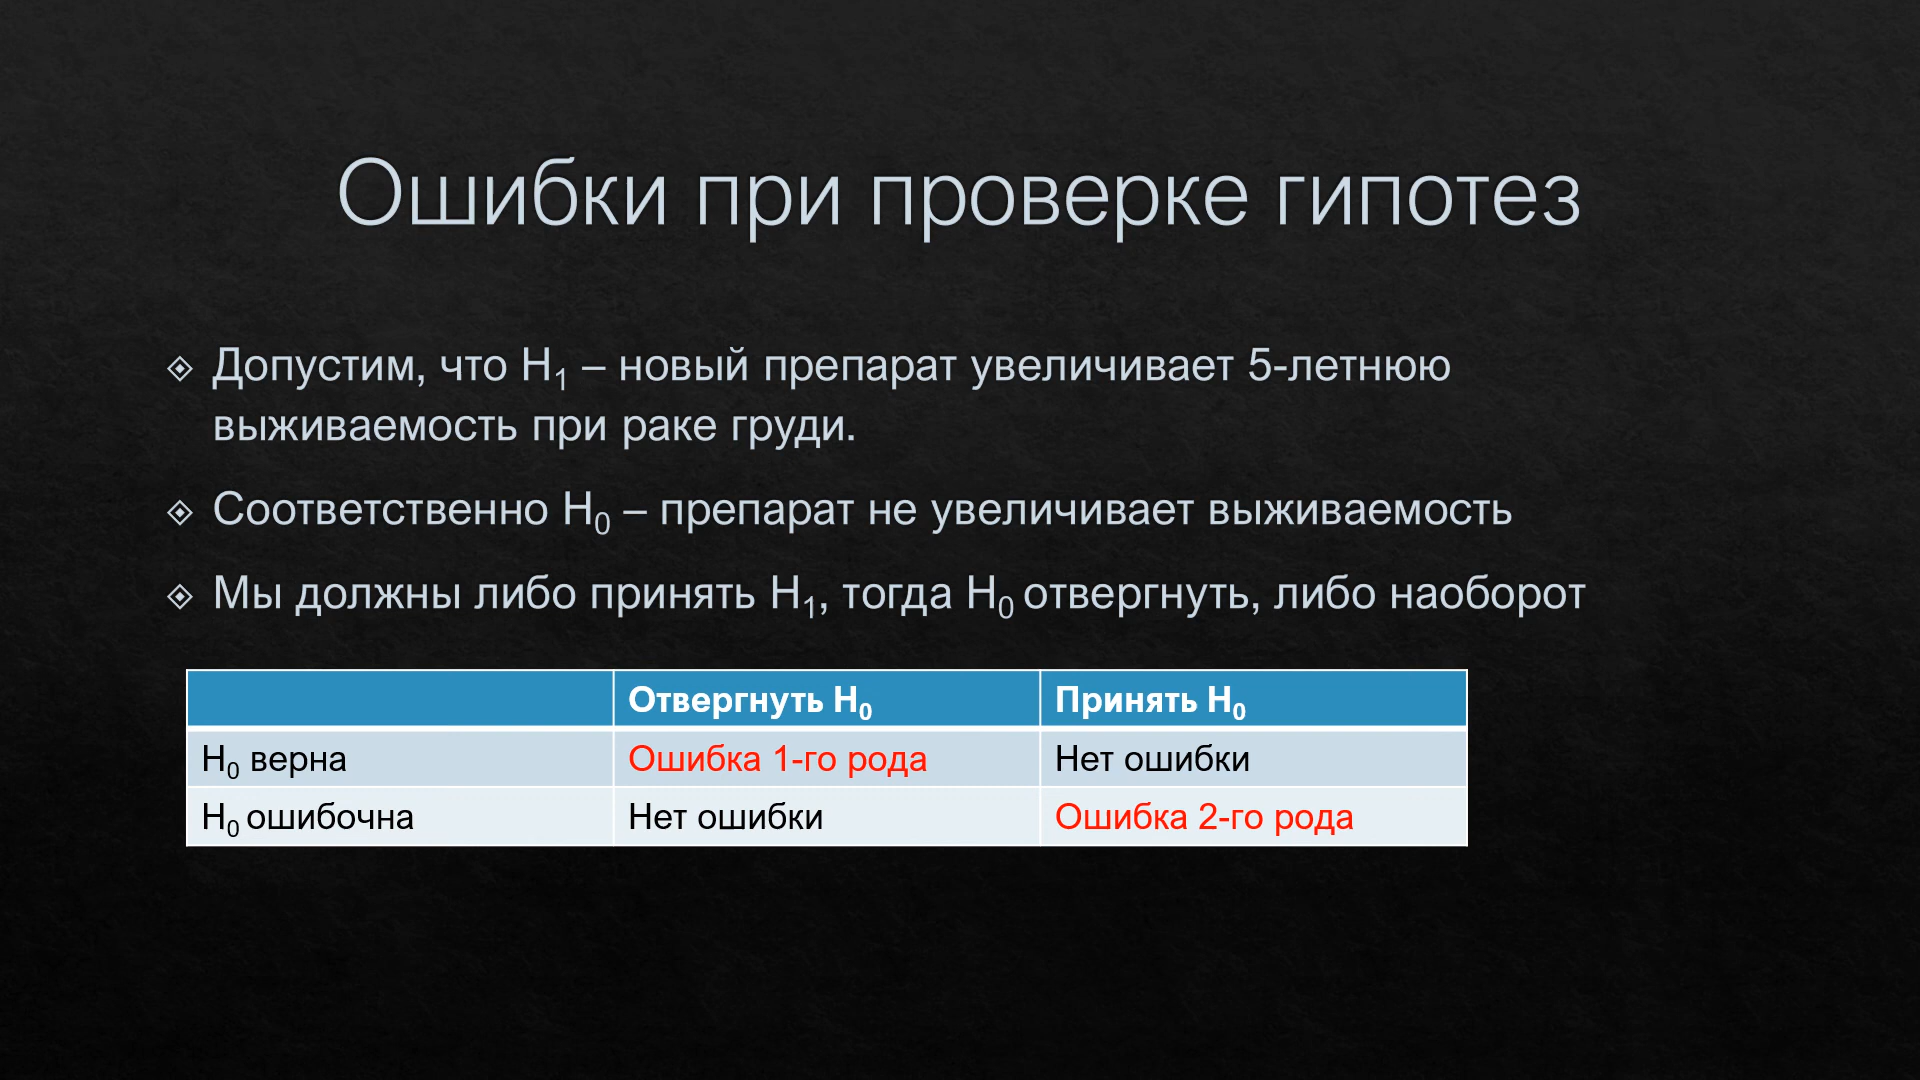 Ошибки при проверке гипотез
Допустим, что H₁ – новый препарат увеличивает 5-летнюю
выживаемость при раке груди.
Соответственно H₀ – препарат не увеличивает выживаемость
Мы должны либо принять H₁, тогда H₀ отвергнуть, либо наоборот
Отвергнуть H₀ Принять H₀
H₀ верна Ошибка 1-го рода Нет ошибки
H₀ ошибочна Нет ошибки Ошибка 2-го рода